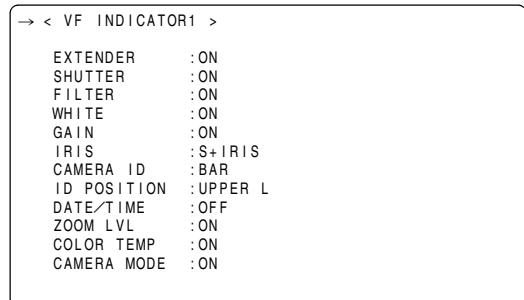 → < VF INDICATOR1 >
EXTENDER :ON
SHUTTER :ON
FILTER :ON
WHITE :ON
GAIN :ON
IRIS :S+IRIS
CAMERA ID :BAR
ID POSITION :UPPER L
DATE/TIME :OFF
ZOOM LVL :ON
COLOR TEMP :ON
CAMERA MODE :ON